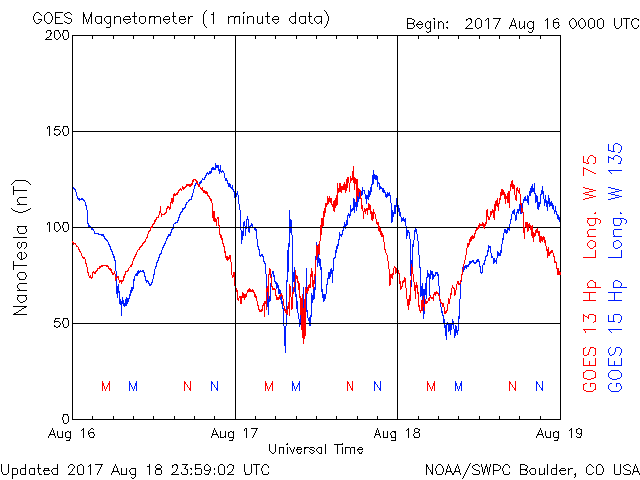 GOES Magnetometer (1 minute data)
Begin: 2017 Aug 16 0000 UTC
200
150
100
50
0
NanoTesla (nT)
M M N N M M N N M M N N
Aug 16 Aug 17 Aug 18 Aug 19
Universal Time
GOES 13 Hp Long. W 75
GOES 15 Hp Long. W 135
Updated 2017 Aug 18 23:59:02 UTC
NOAA/SWPC Boulder, CO USA